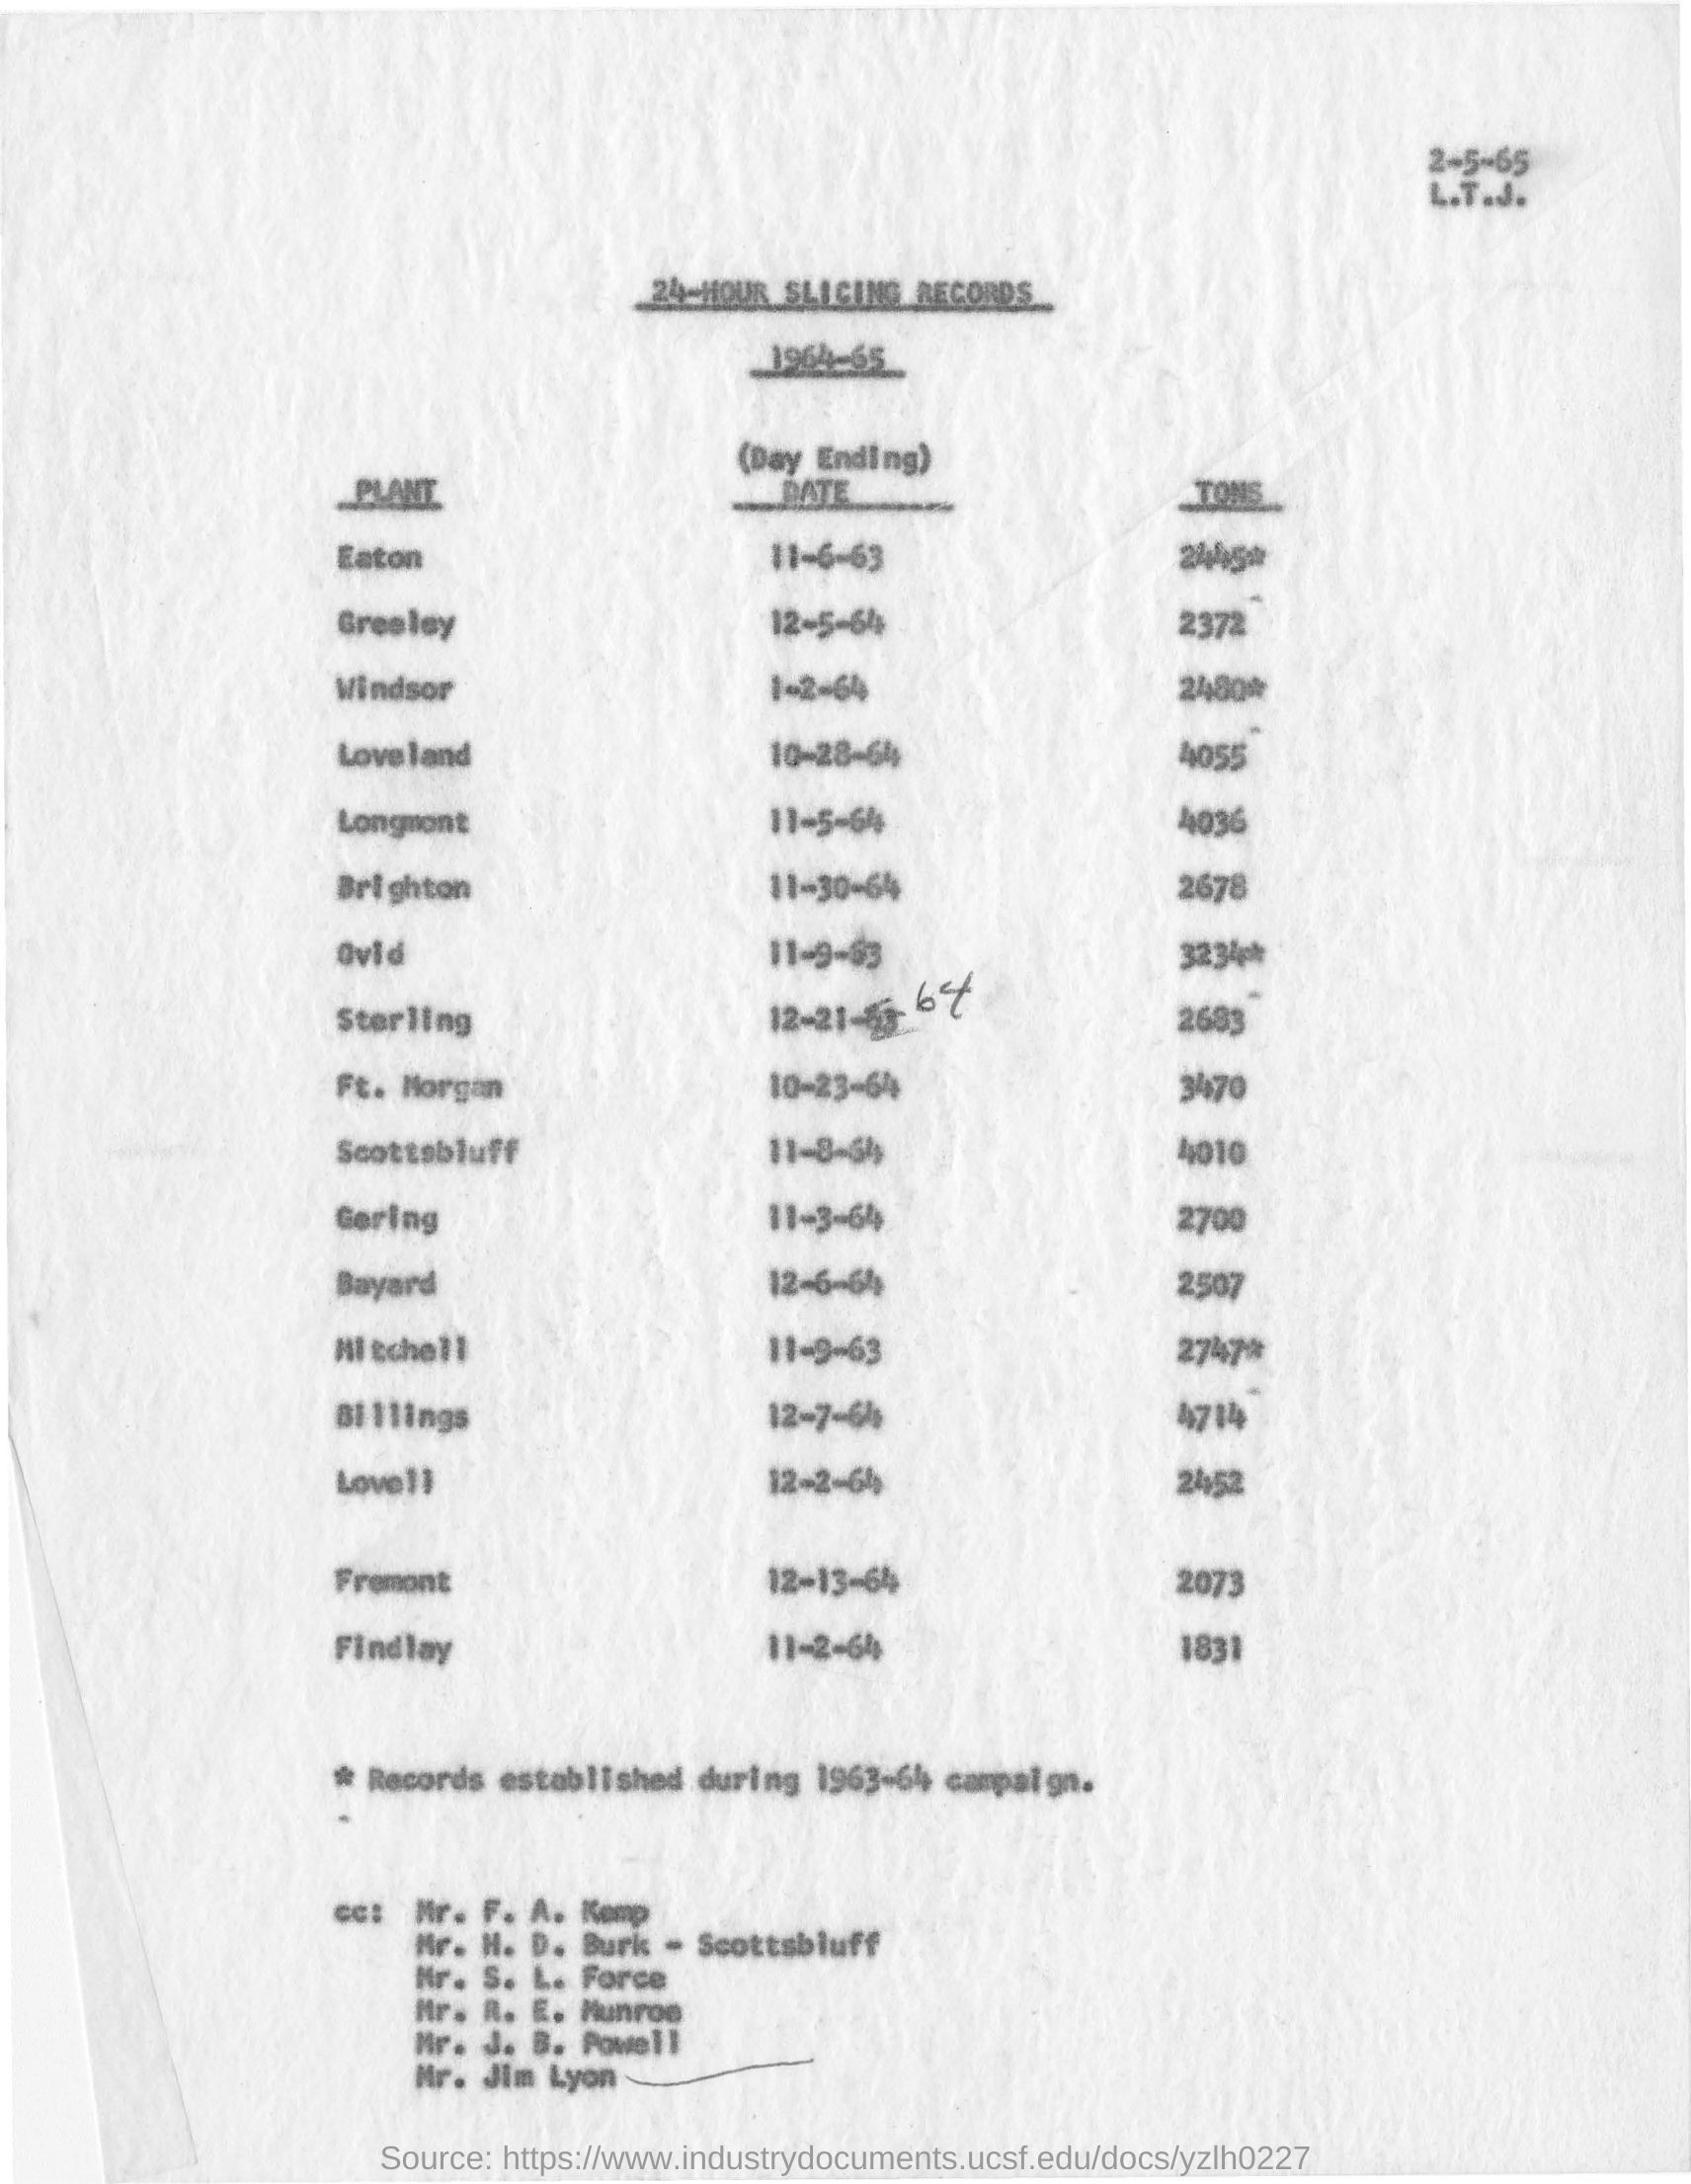 2-5-65
L.T.J.
24-HOUR SLICING RECORDS
1964-65
(Day Ending)
PLANT DATE TONS
Eaton 11-6-63 2445*
Greeley 12-5-64 2372
Windsor 1-2-64 2480*
Loveland 10-28-64 4055
Longmont 11-5-64 4036
Brighton 11-30-64 2678
Ovid 11-9-63 3234*
Sterling 12-21-63 64 2683
Ft. Morgan 10-23-64 3470
Scottsbluff 11-8-64 4010
Gering 11-3-64 2700
Bayard 12-6-64 2507
Mitchell 11-9-63 2747*
Billings 12-7-64 4714
Lovell 12-2-64 2452
Fremont 12-13-64 2073
Findlay 11-2-64 1831
* Records established during 1963-64 campaign.
cc: Mr. F. A. Kemp
Mr. H. D. Burk - Scottsbluff
Mr. S. L. Force
Mr. R. E. Munroe
Mr. J. B. Powell
Mr. Jim Lyon
Source: https://www.industrydocuments.ucsf.edu/docs/yzlh0227